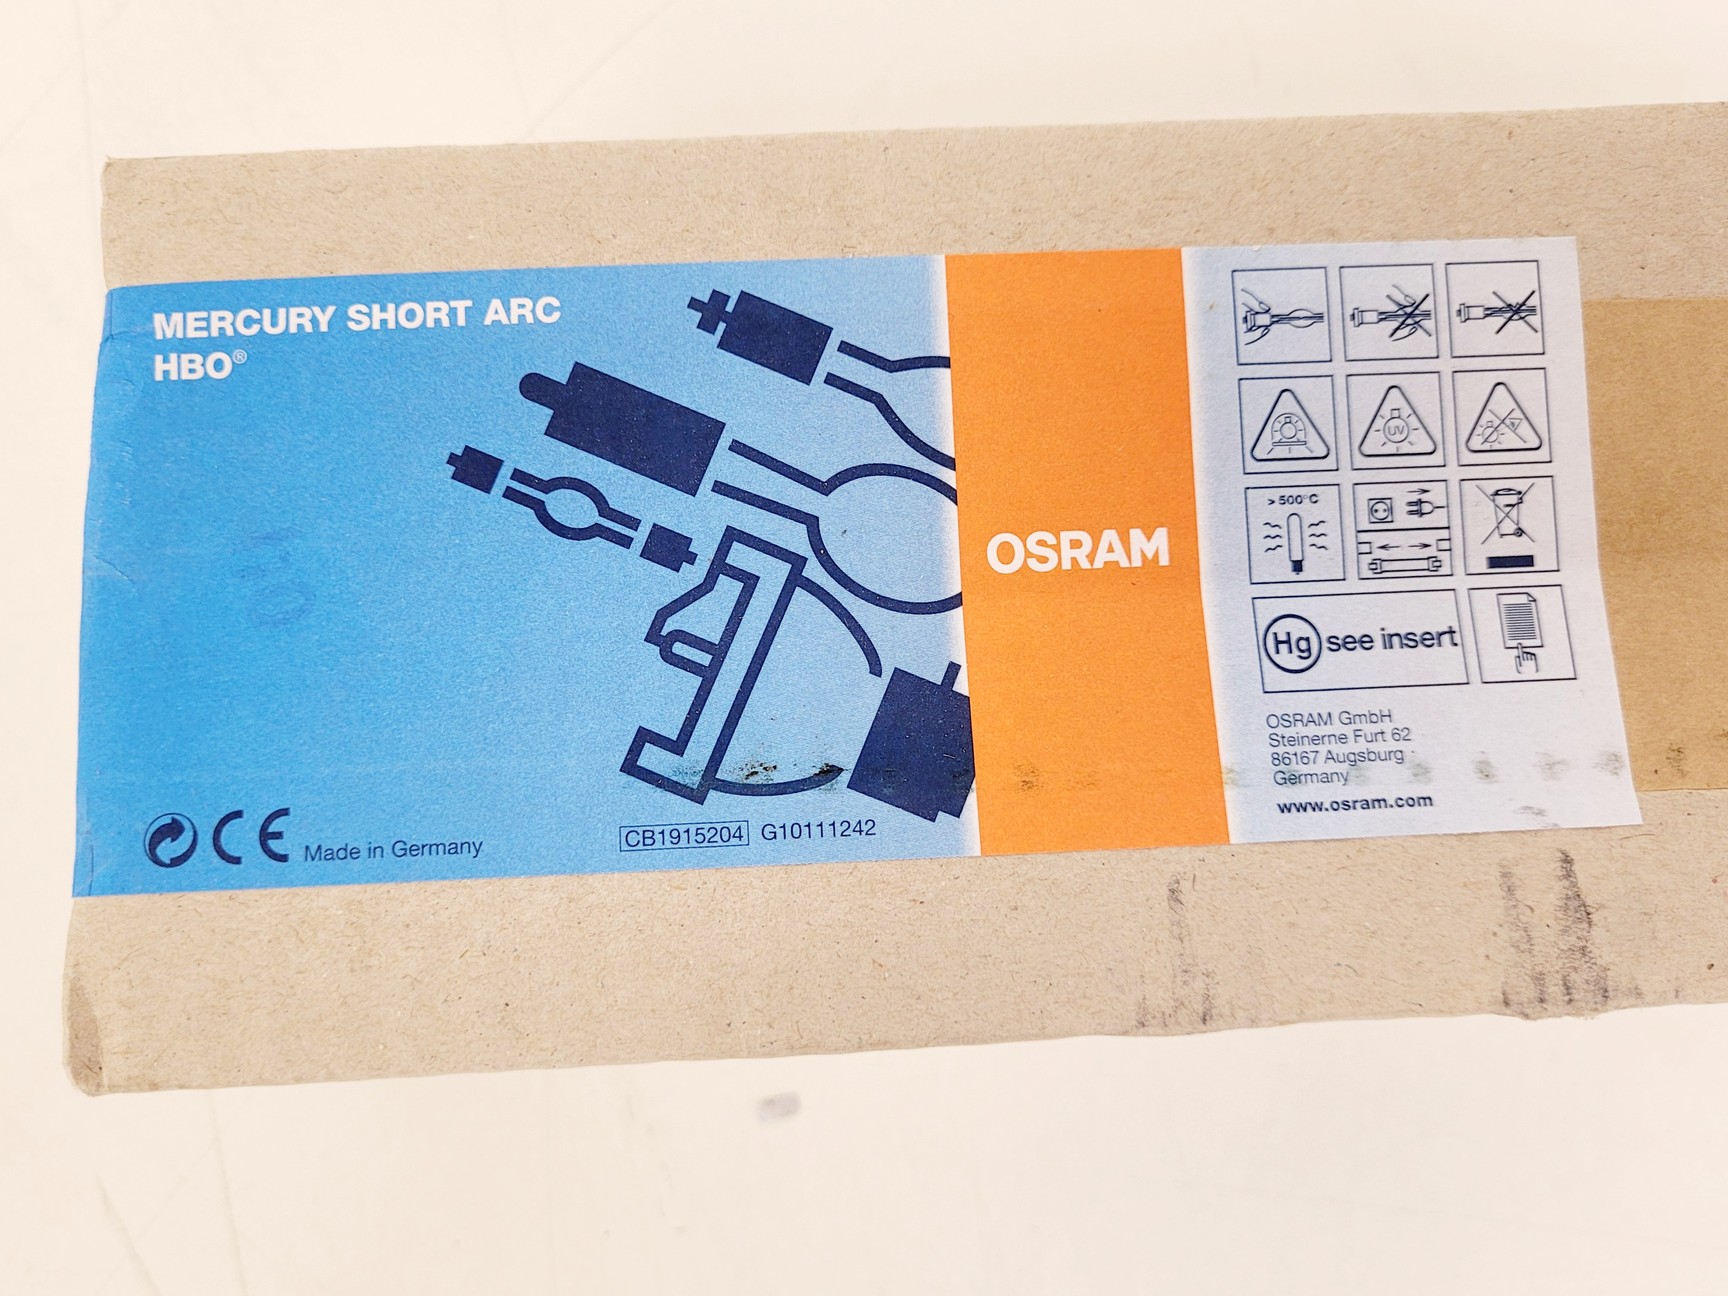 MERCURY SHORT ARC
HBO®
CE Made in Germany
CB1915204 G10111242
OSRAM
UV
> 500°C
Hg see insert
OSRAM GmbH
Steinerne Furt 62
86167 Augsburg
Germany
www.osram.com